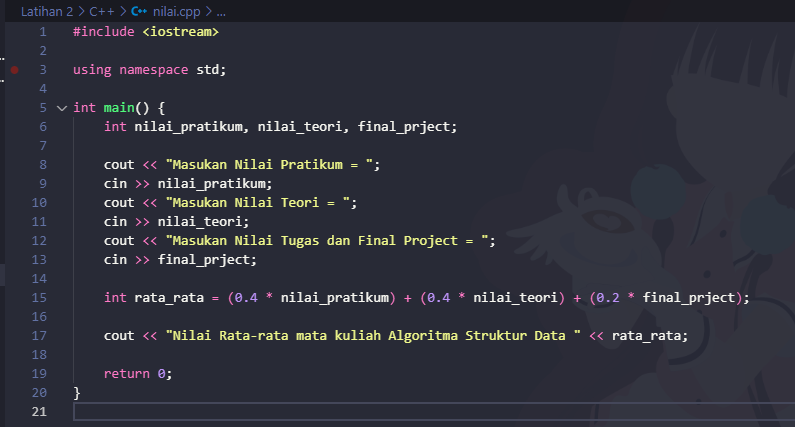 Latihan 2 > C++ > nilai.cpp > ...
1 #include <iostream>
2
3 using namespace std;
4
5 int main() {
6     int nilai_pratikum, nilai_teori, final_prject;
7
8     cout << "Masukan Nilai Pratikum = ";
9     cin >> nilai_pratikum;
10     cout << "Masukan Nilai Teori = ";
11     cin >> nilai_teori;
12     cout << "Masukan Nilai Tugas dan Final Project = ";
13     cin >> final_prject;
14
15     int rata_rata = (0.4 * nilai_pratikum) + (0.4 * nilai_teori) + (0.2 * final_prject);
16
17     cout << "Nilai Rata-rata mata kuliah Algoritma Struktur Data " << rata_rata;
18
19     return 0;
20 }
21